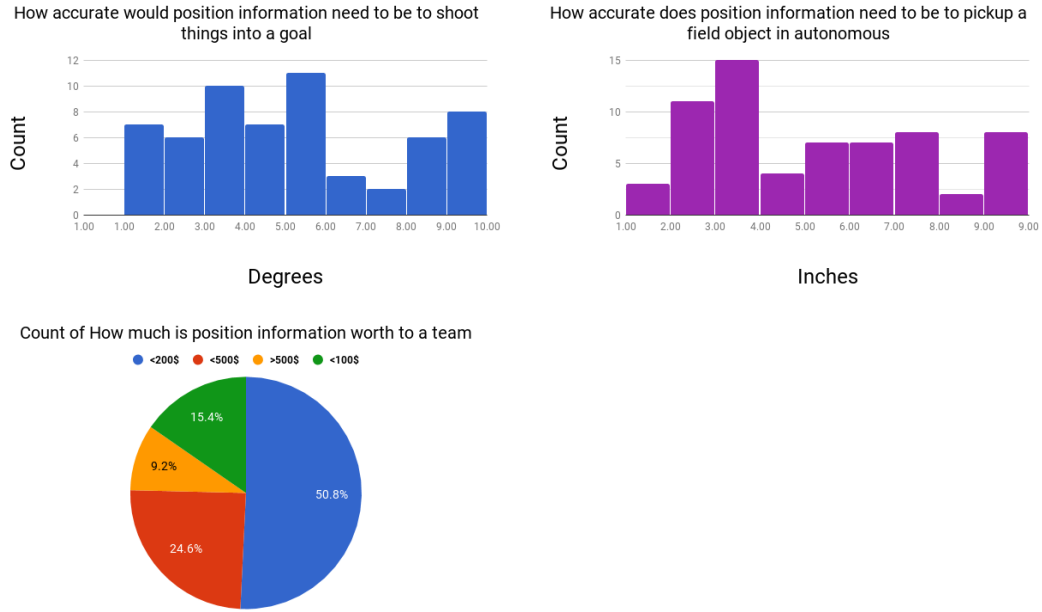 How accurate would position information need to be to shoot
things into a goal
12
10
8
6
4
2
0
Count
1.00 1.00 2.00 3.00 4.00 5.00 6.00 7.00 8.00 9.00 10.00
Degrees
How accurate does position information need to be to pickup a
field object in autonomous
15
10
5
0
Count
1.00 2.00 3.00 4.00 5.00 6.00 7.00 8.00 9.00 9.00
Inches
Count of How much is position information worth to a team
<200$ <500$ >500$ <100$
15.4%
9.2%
50.8%
24.6%